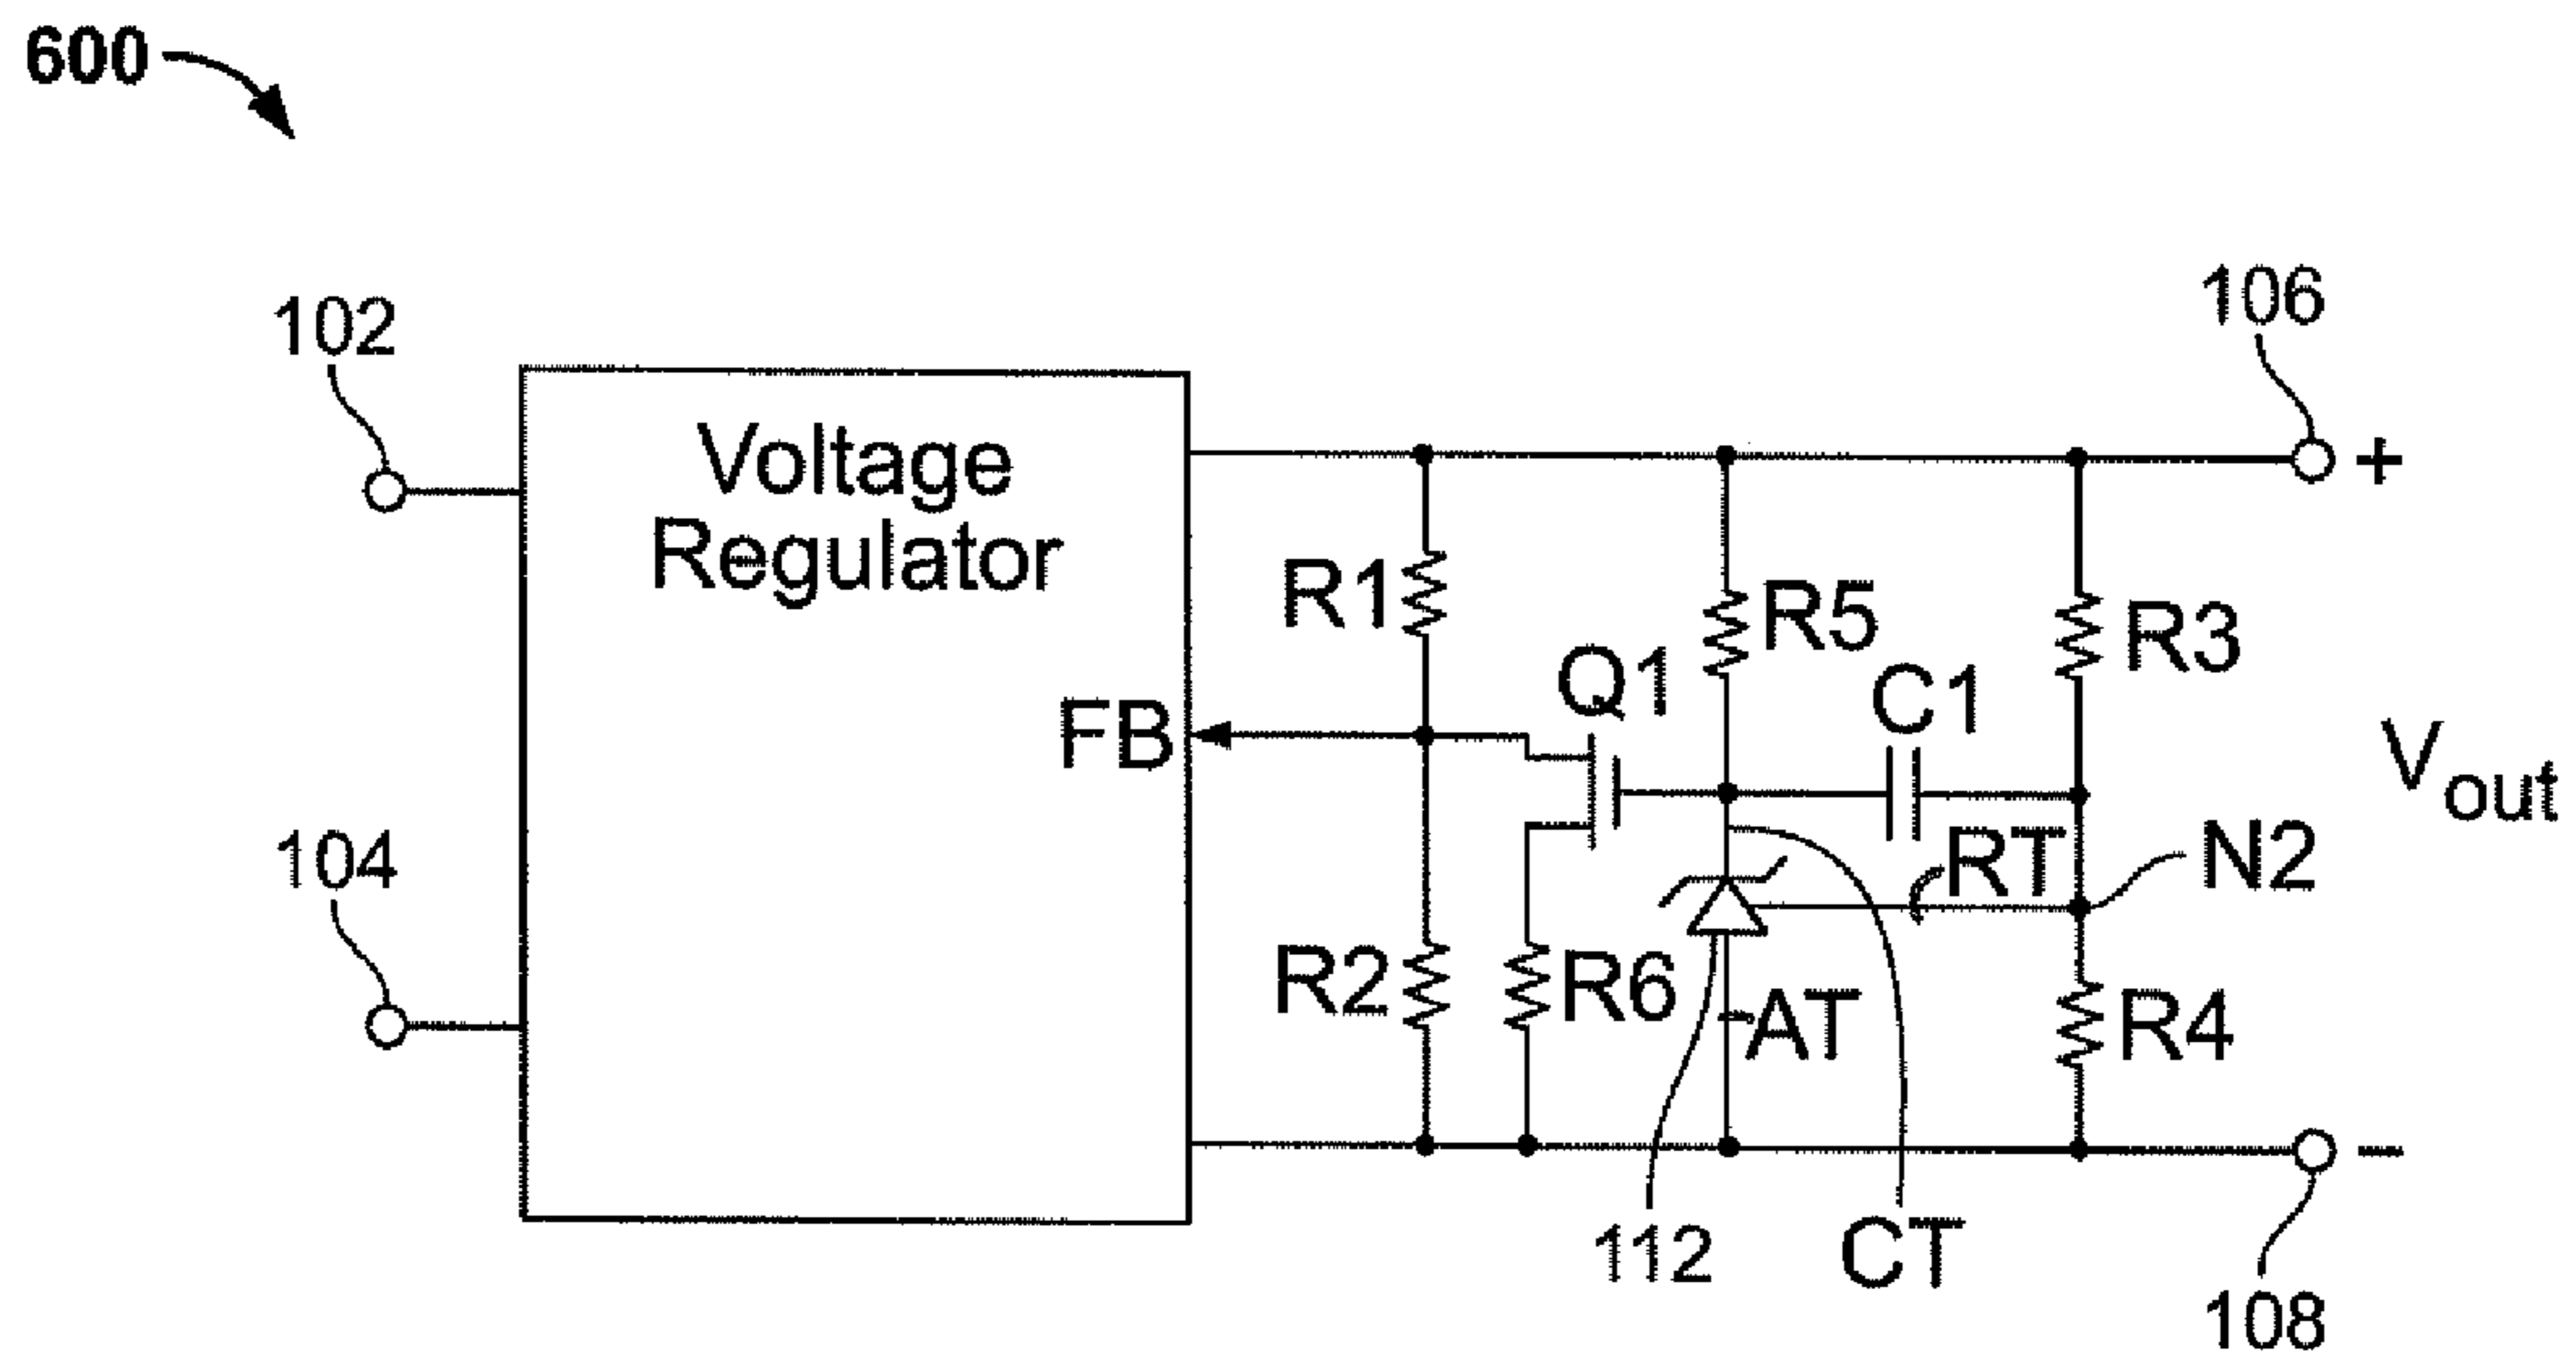 600
102
106
Voltage
Regulator
+
R1
R5
R3
Q1
C1
FB
Vout
104
RT
N2
R2
R6
AT
R4
-
112
CT
108